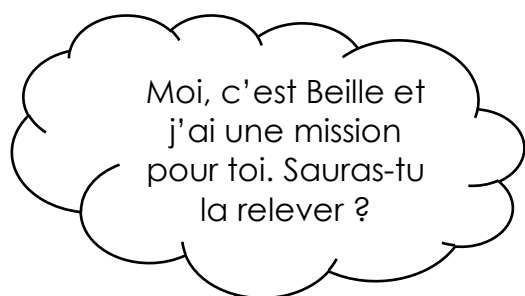 Moi, c’est Beille et
j’ai une mission
pour toi. Sauras-tu
la relever ?